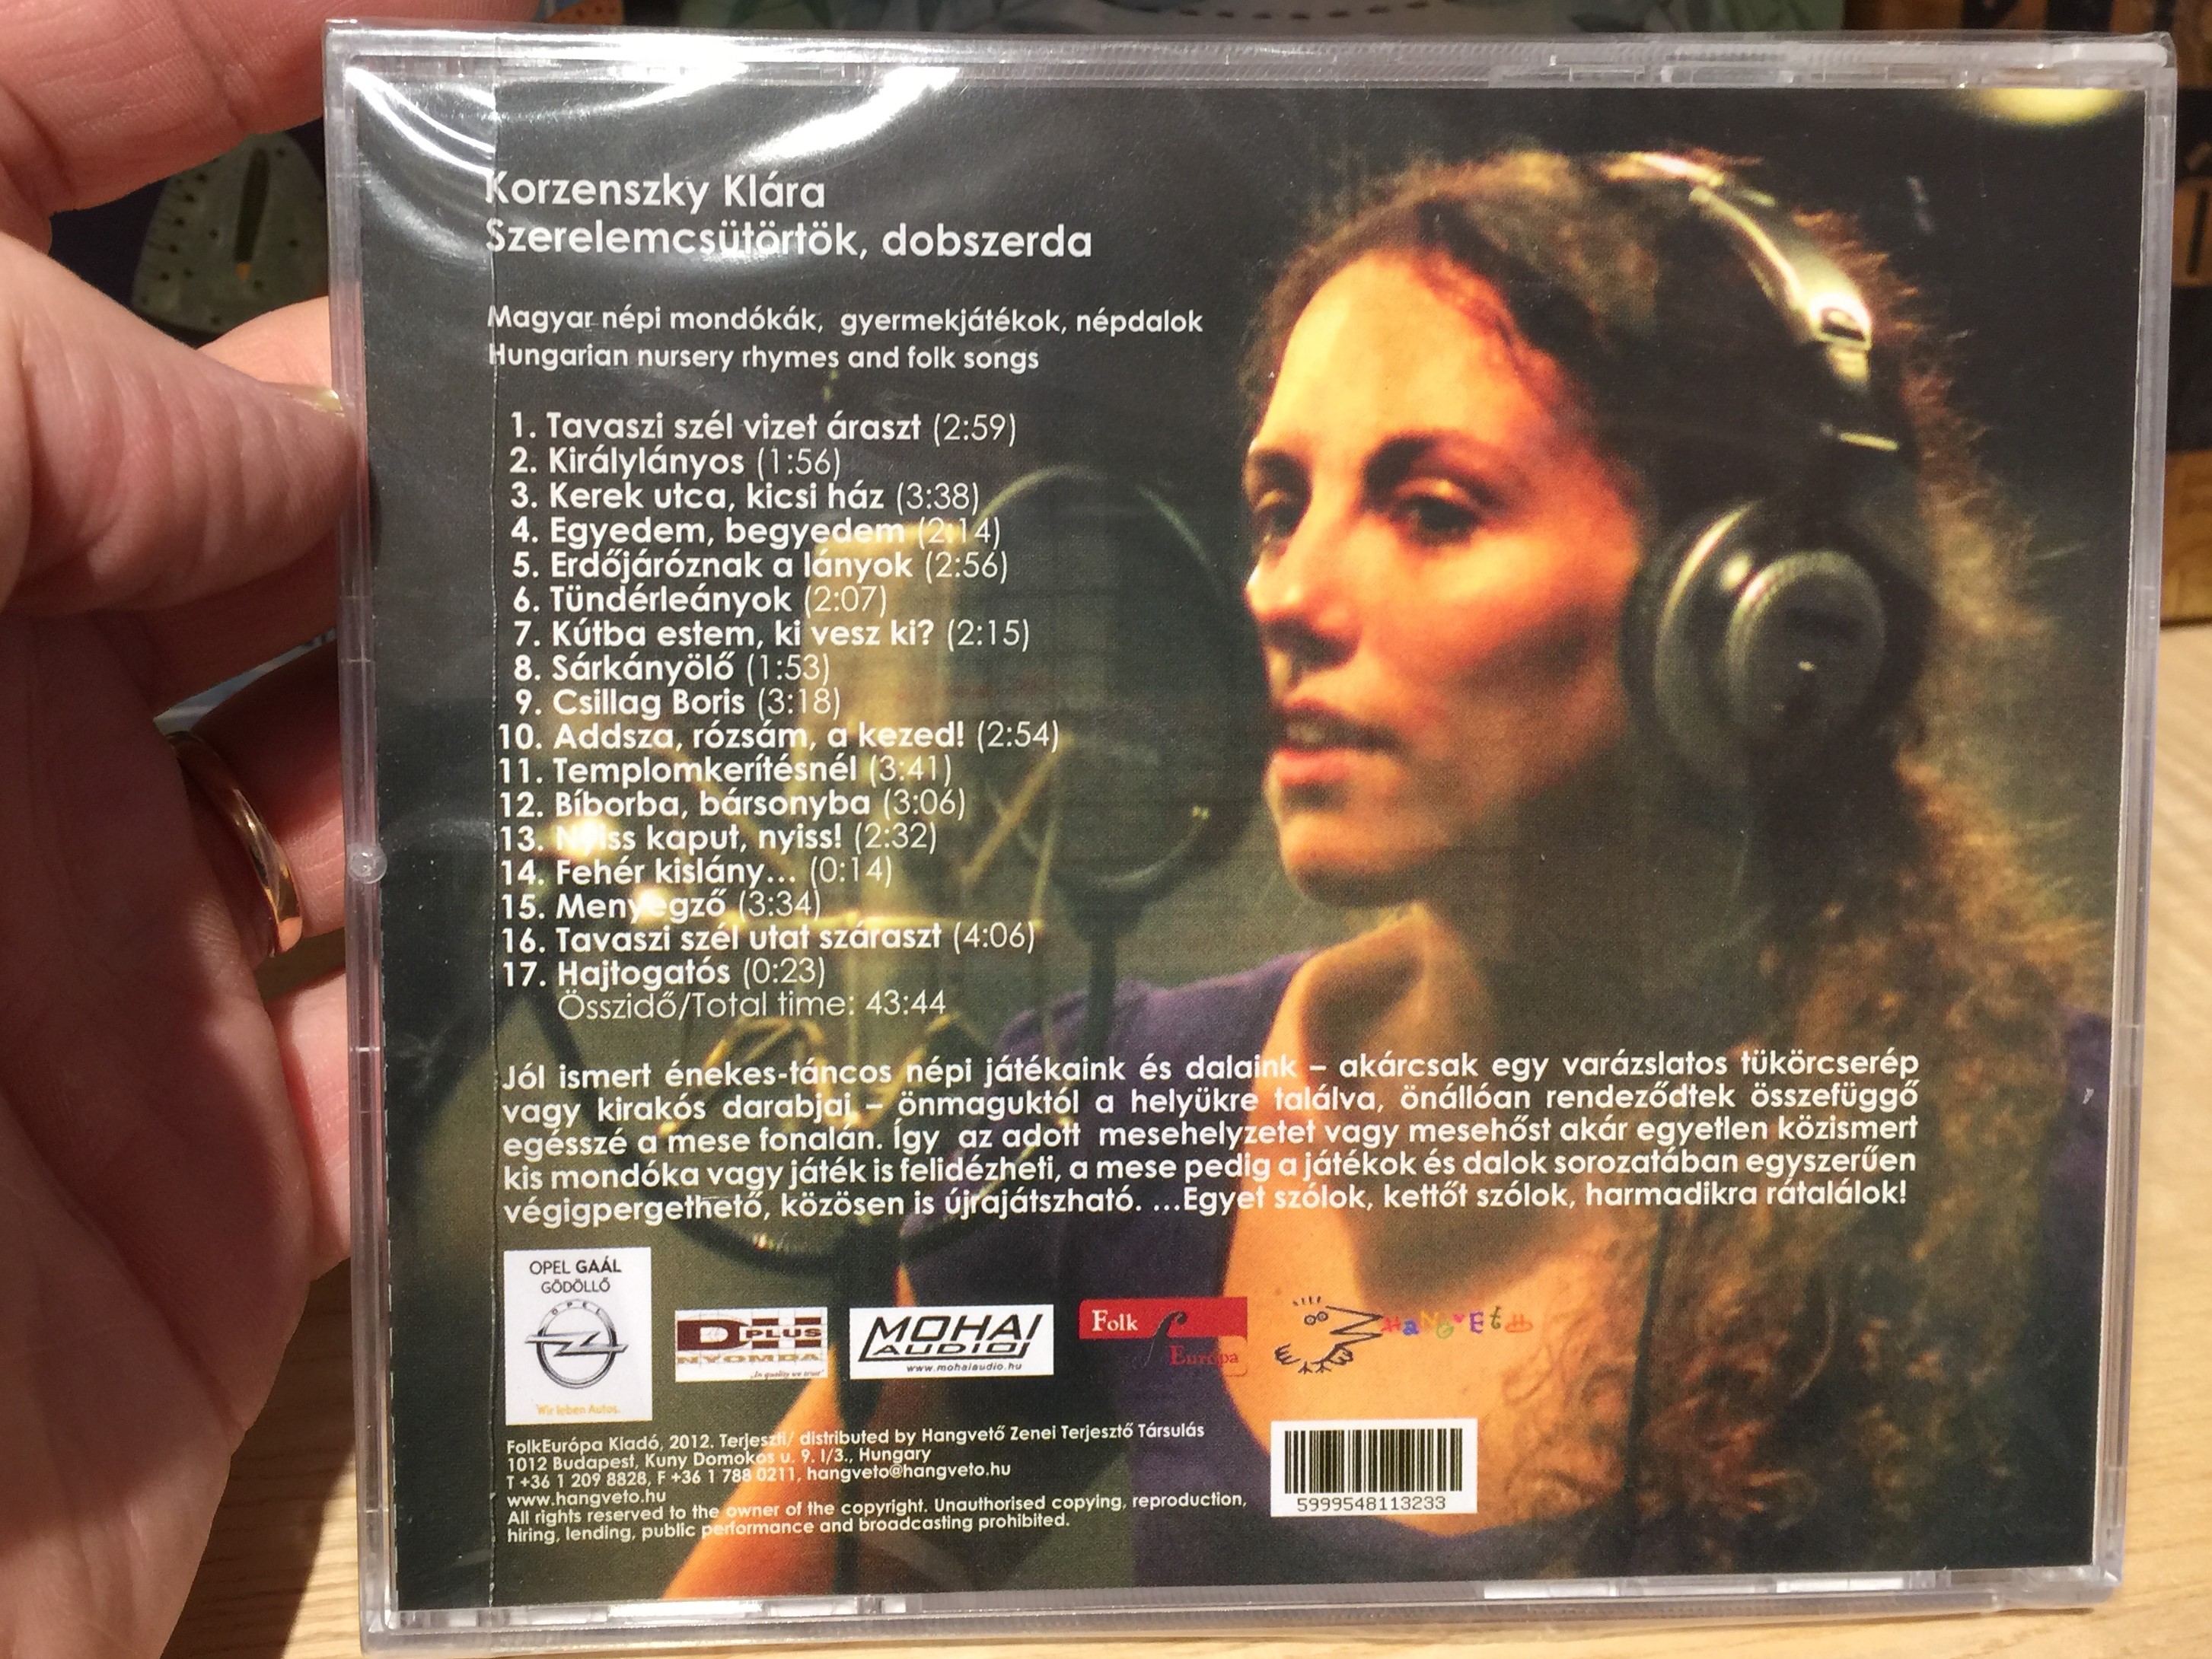 Korzenszky Klára
Szerelemcsütörtök, dobszerda
Magyar népi mondókák, gyermekjátékok, népdalok
Hungarian nursery rhymes and folk songs
1. Tavaszi szél vizet áraszt (2:59)
2. Királylányos (1:56)
3. Kerek utca, kicsi ház (3:38)
4. Egyedem, begyedem (2:14)
5. Erdőjáróznak a lányok (2:56)
6. Tündérleányok (2:07)
7. Kútba estem, ki vesz ki? (2:15)
8. Sárkányölő (1:53)
9. Csillag Boris (3:18)
10. Addsza, rózsám, a kezed! (2:54)
11. Templomkerítésnél (3:41)
12. Bíborba, bársonyba (3:06)
13. Nyiss kaput, nyiss! (2:32)
14. Fehér kislány... (0:14)
15. Menyegző (3:34)
16. Tavaszi szél utat száraszt (4:06)
17. Hajtogatós (0:23)
Összidő/Total time: 43:44
Jól ismert énekes-táncos népi játékaink és dalaink – akárcsak egy varázslatos tükörcserép
vagy kirakós darabjai – önmaguktól a helyükre találva, önállóan rendeződtek összefüggő
egésszé a mese fonalán. Így az adott mesehelyzetet vagy mesehőst akár egyetlen közismert
kis mondóka vagy játék is felidézheti, a mese pedig a játékok és dalok sorozatában egyszerűen
végigpergethető, közösen is újrajátszható. ...Egyet szólok, kettőt szólok, harmadikra rátalálok!
OPEL GAÁL
GÖDÖLLŐ
OPEL
Wir leben Autos.
DH PLUS
NYOMDA
„In quality we trust"
MOHAI
AUDIO
www.mohaiaudio.hu
Folk
Európa
HaNGVEtő
FolkEurópa Kiadó, 2012. Terjeszti/ distributed by Hangvető Zenei Terjesztő Társulás
1012 Budapest, Kuny Domokos u. 9. I/3., Hungary
T +36 1 209 8828, F +36 1 788 0211, hangveto@hangveto.hu
www.hangveto.hu
All rights reserved to the owner of the copyright. Unauthorised copying, reproduction,
hiring, lending, public performance and broadcasting prohibited.
5999548113233